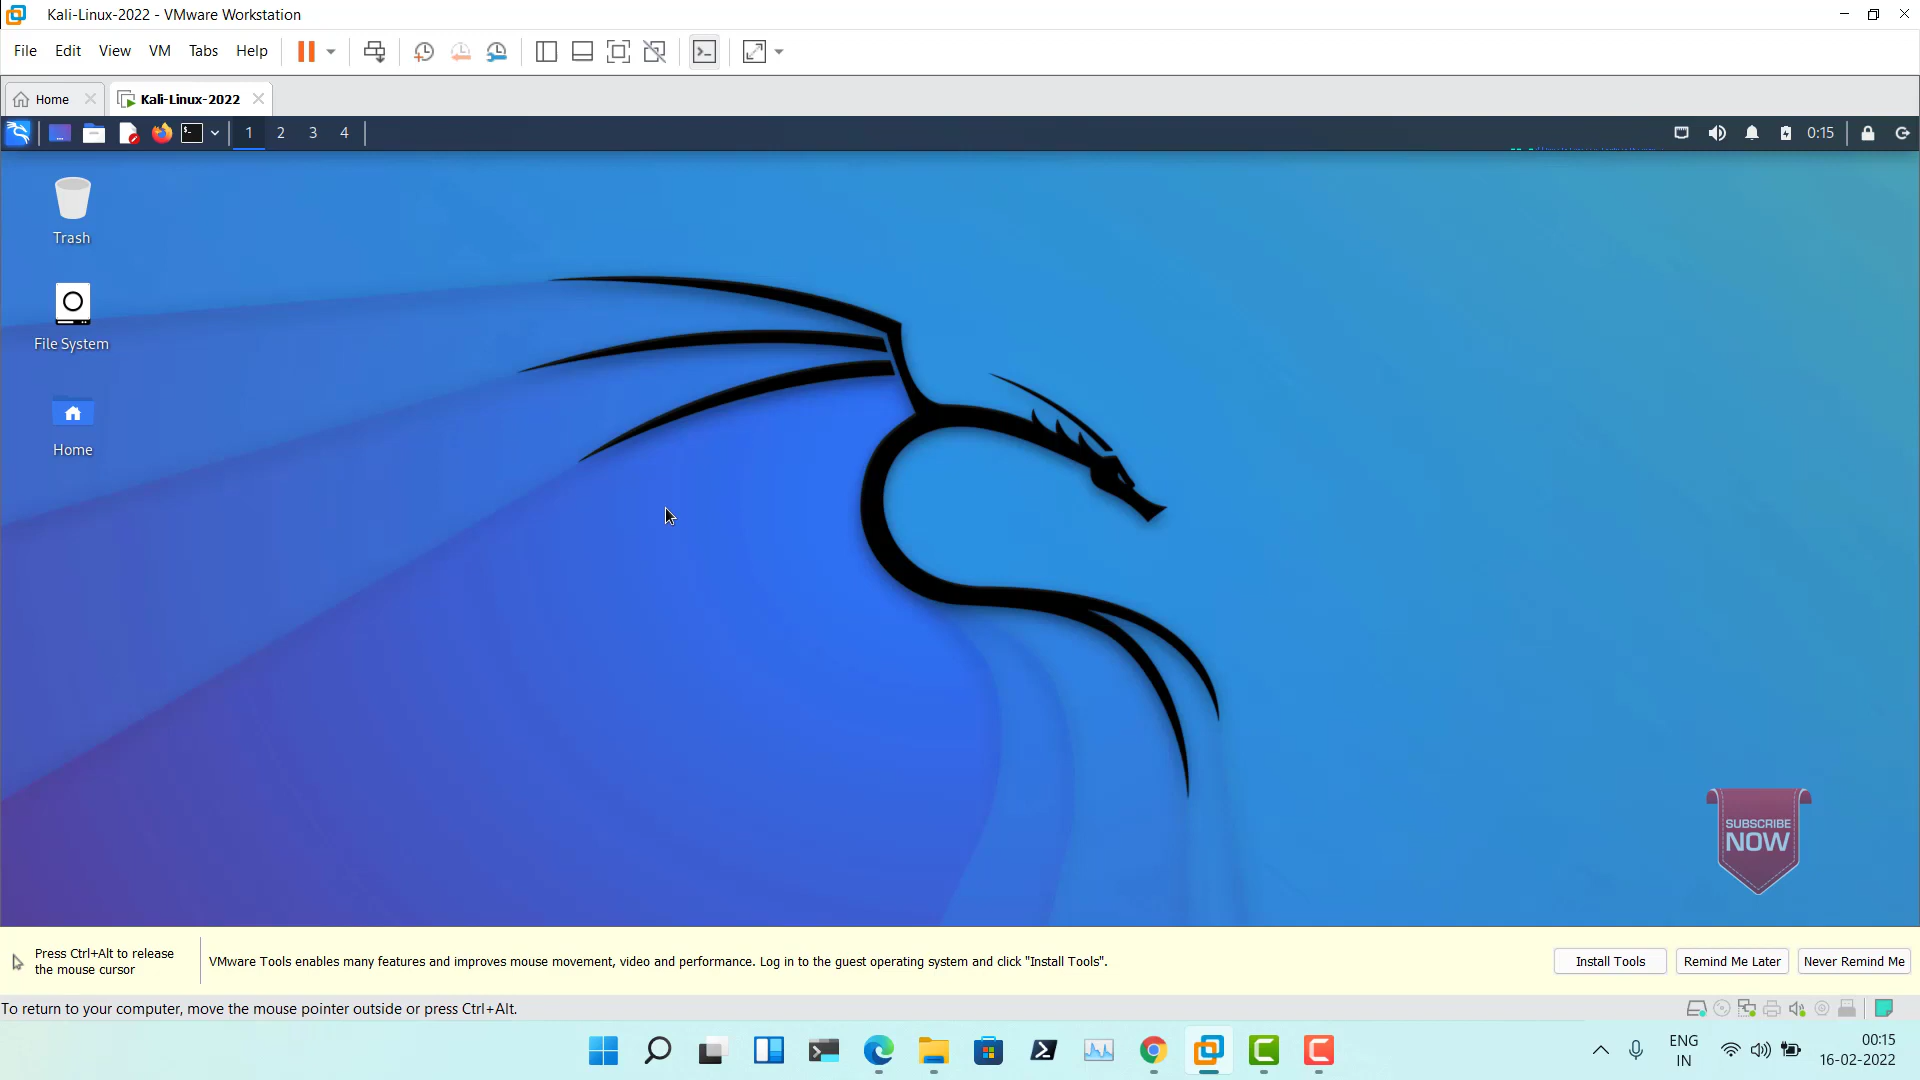 Kali-Linux-2022 - VMware Workstation
File Edit View VM Tabs Help
Home Kali-Linux-2022
1 2 3 4 0:15
Trash
File System
Home
SUBSCRIBE
NOW
Press Ctrl+Alt to release
the mouse cursor
VMware Tools enables many features and improves mouse movement, video and performance. Log in to the guest operating system and click "Install Tools".
Install Tools Remind Me Later Never Remind Me
To return to your computer, move the mouse pointer outside or press Ctrl+Alt.
ENG
IN
00:15
16-02-2022